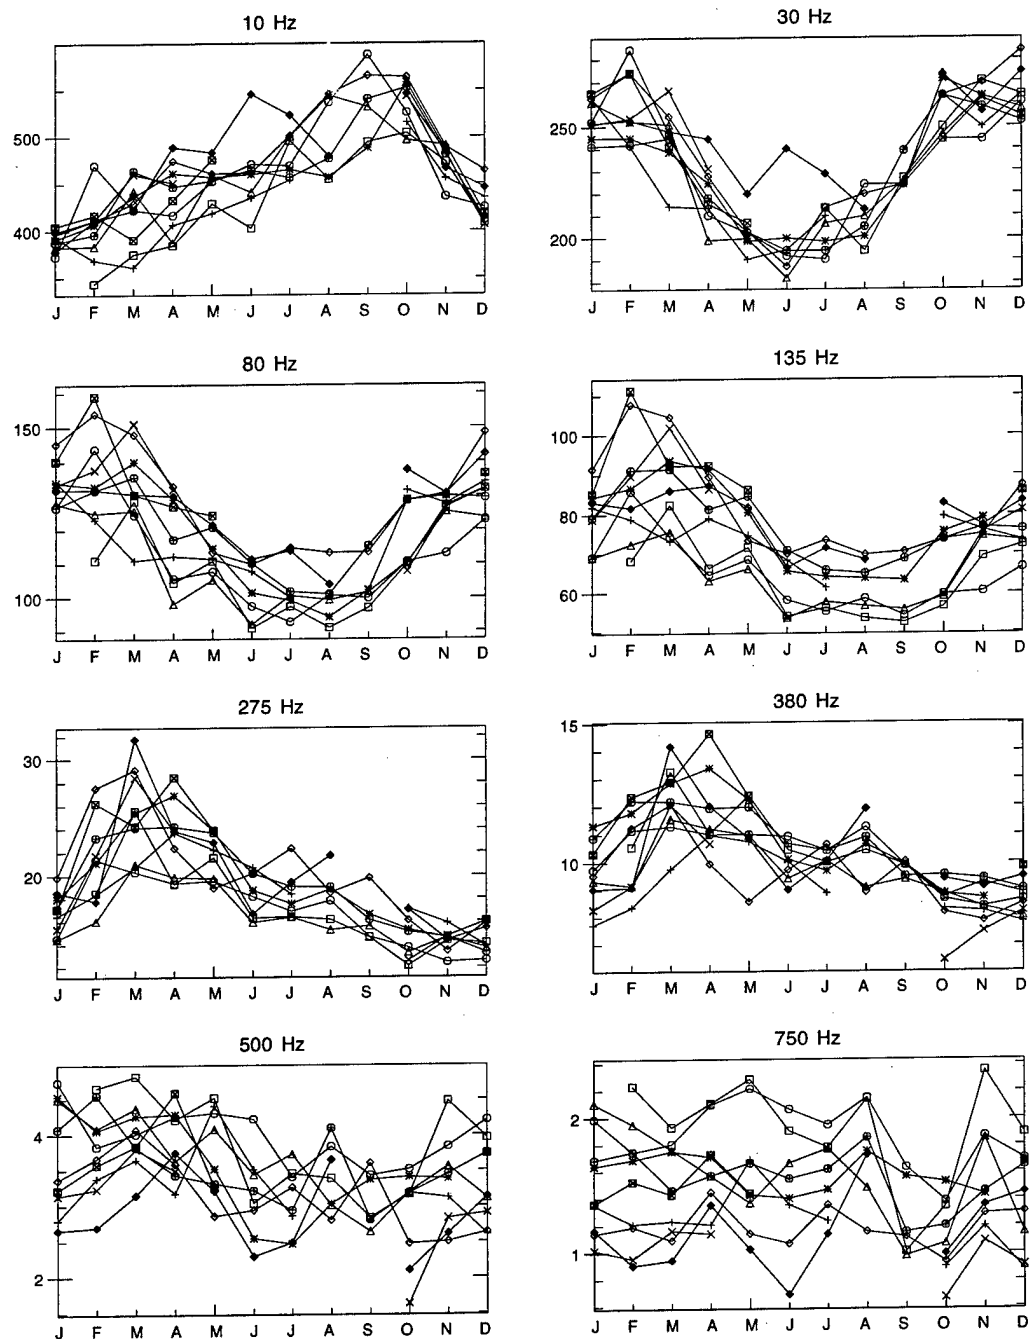 10 Hz
30 Hz
500
400
J F M A M J J A S O N D
250
200
J F M A M J J A S O N D
80 Hz
135 Hz
150
100
J F M A M J J A S O N D
100
80
60
J F M A M J J A S O N D
275 Hz
380 Hz
30
20
J F M A M J J A S O N D
15
10
J F M A M J J A S O N D
500 Hz
750 Hz
4
2
J F M A M J J A S O N D
2
1
J F M A M J J A S O N D